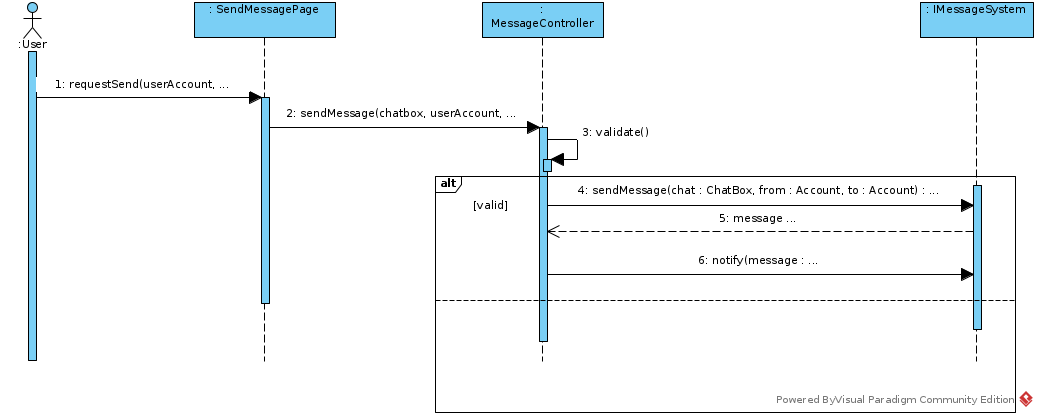 : SendMessagePage
:
MessageController
: IMessageSystem
:User
1: requestSend(userAccount, ...
2: sendMessage(chatbox, userAccount, ...
3: validate()
alt
4: sendMessage(chat : ChatBox, from : Account, to : Account) : ...
[valid]
5: message ...
6: notify(message : ...
Powered ByVisual Paradigm Community Edition